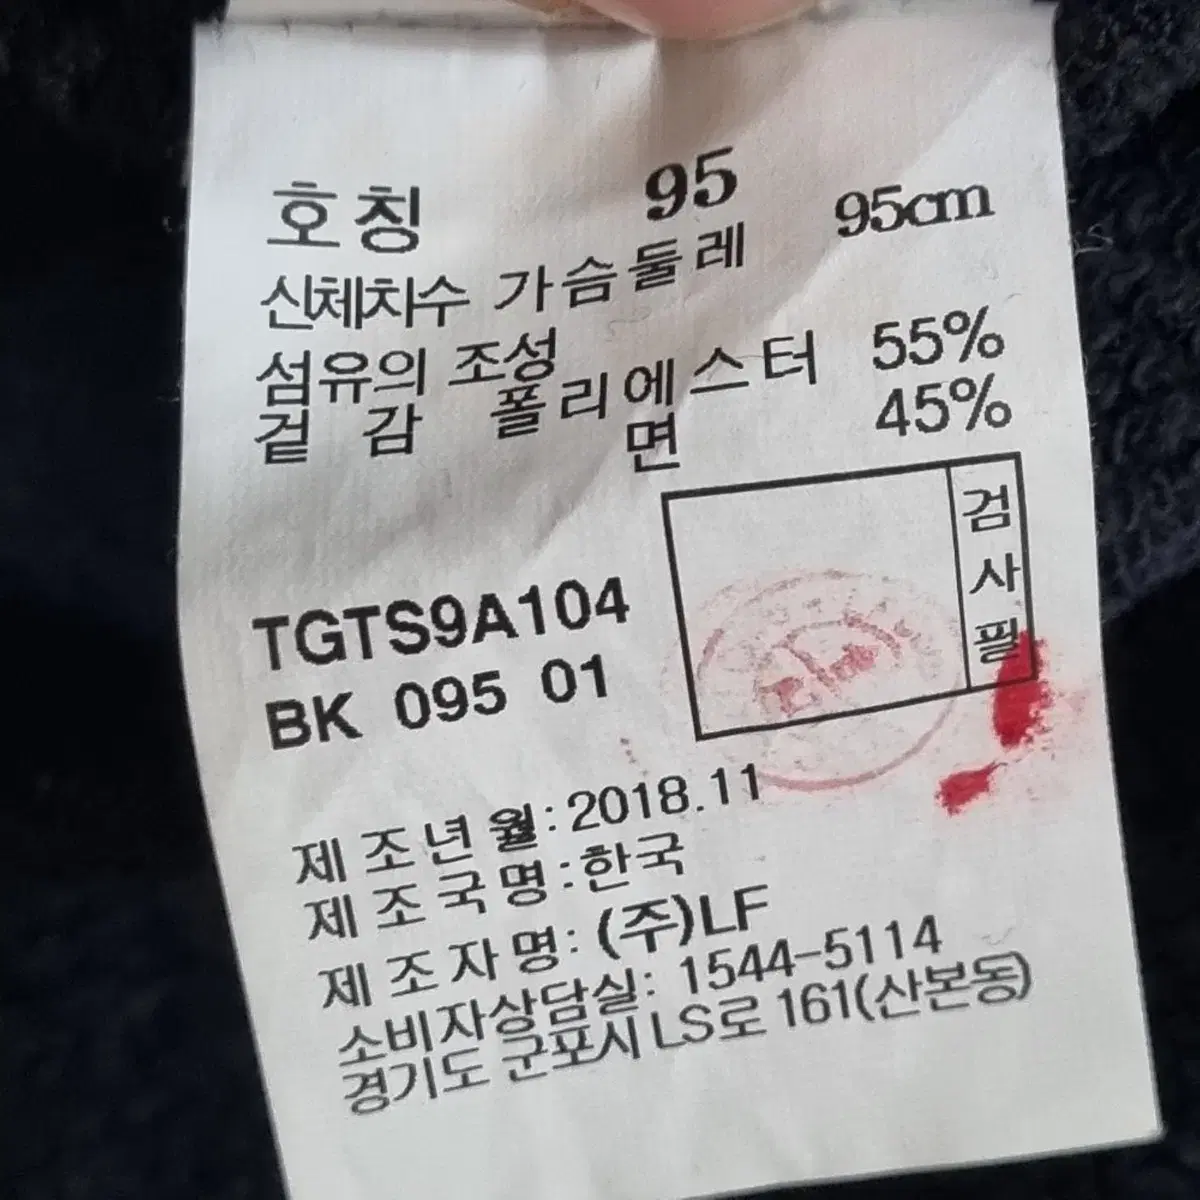 호칭 95
신체치수 가슴둘레 95cm
섬유의 조성
겉감 폴리에스터 55%
면 45%
검사필
TGTS9A104
BK 095 01
제조년월:2018.11
제조국명:한국
제조자명:(주)LF
소비자상담실: 1544-5114
경기도 군포시 LS로 161(산본동)